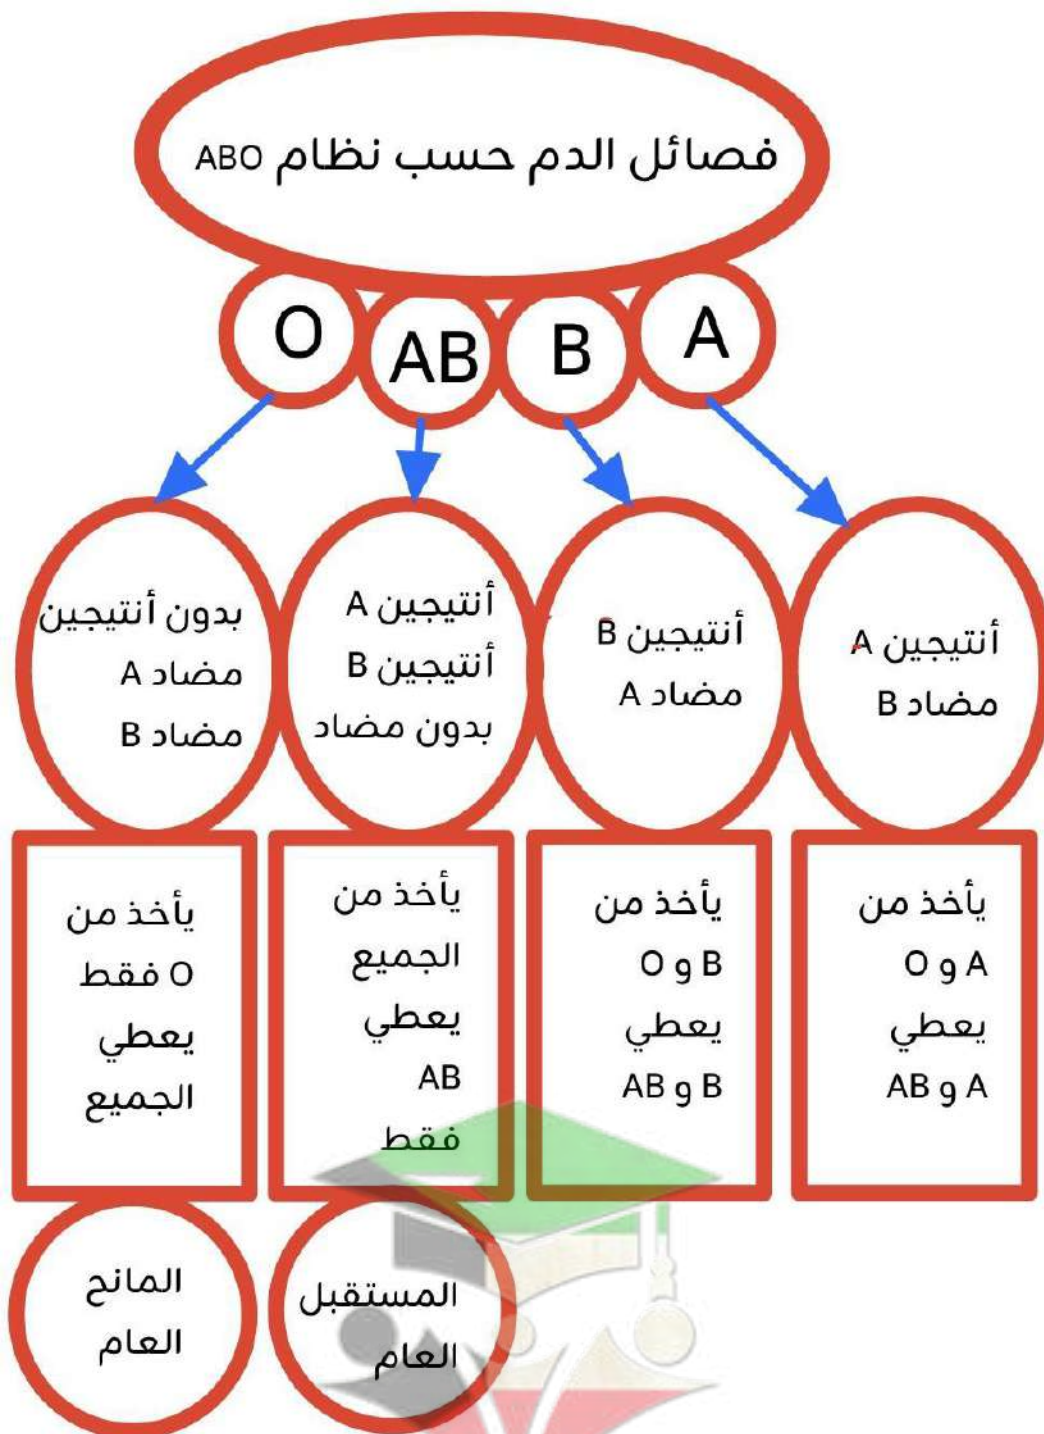 فصائل الدم حسب نظام ABO
A
B
AB
O
أنتيجين A
مضاد B
أنتيجين B
مضاد A
أنتيجين A
أنتيجين B
بدون مضاد
بدون أنتيجين
مضاد A
مضاد B
يأخذ من
A و O
يعطي
A و AB
يأخذ من
B و O
يعطي
B و AB
يأخذ من
الجميع
يعطي
AB
فقط
يأخذ من
O فقط
يعطي
الجميع
المستقبل
العام
المانح
العام